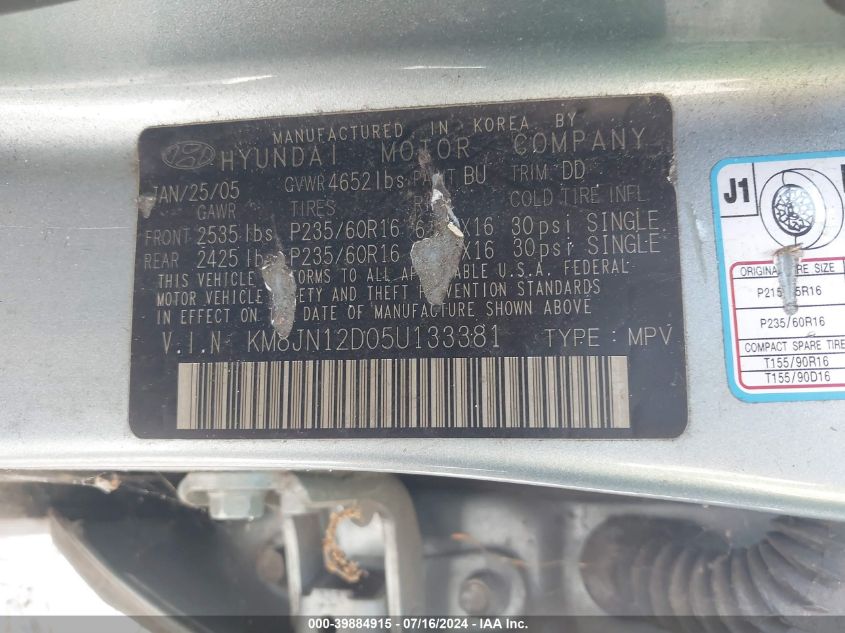 MANUFACTURED IN KOREA BY
HYUNDAI MOTOR COMPANY
JAN/25/05 GVWR 4652lbs BU TRIM: DD
GAWR TIRES COLD TIRE INFL
FRONT 2535 lbs P235/60R16 X16 30psi SINGLE
REAR 2425 lbs P235/60R16 X16 30psi SINGLE
THIS VEHICLE TO ALL U.S.A. FEDERAL
MOTOR VEHICLE AND THEFT STANDARDS
IN EFFECT ON DATE OF MANUFACTURE SHOWN ABOVE
V.I.N KM8JN12D05U133381 TYPE: MPV
J1
SIZE
P235/60R16
COMPACT SPARE TIRE
T155/90R16
T155/90D16
000-39884915 - 07/16/2024 -